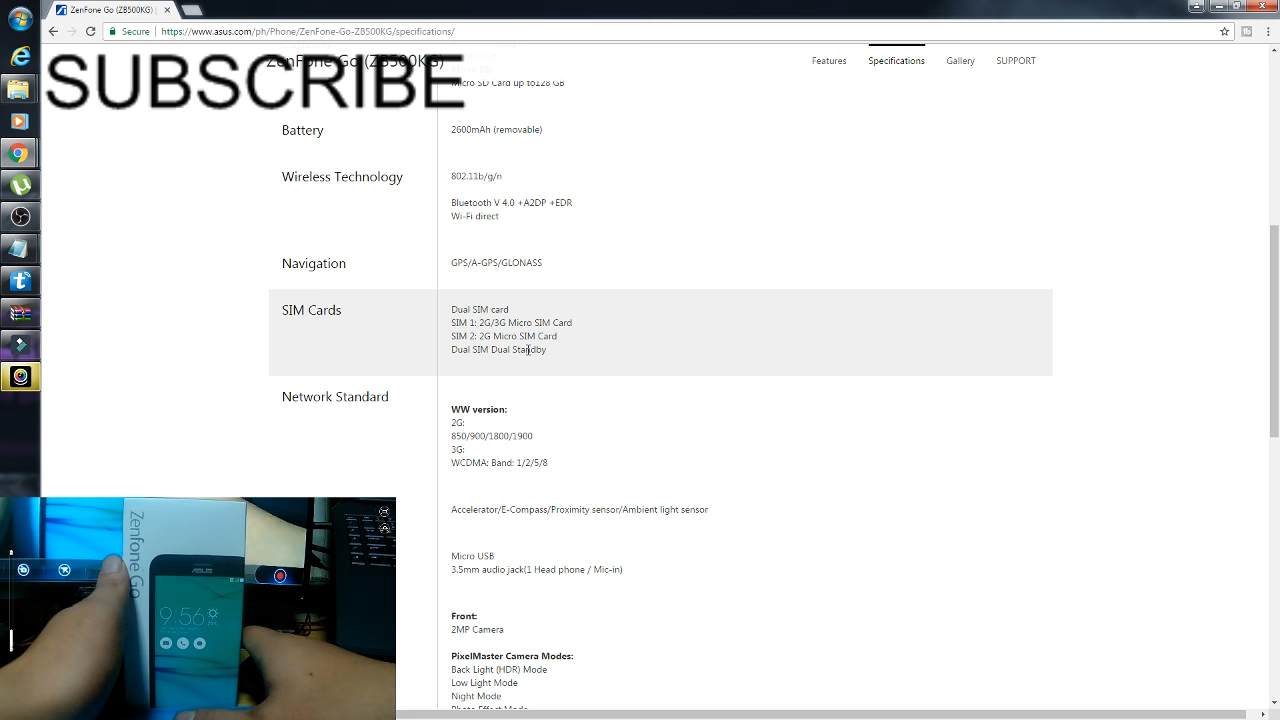 ZenFone Go (ZB500KG)
Secure
https://www.asus.com/ph/Phone/ZenFone-Go-ZB500KG/specifications/
ZenFone Go (ZB500KG)
Features
Specifications
Gallery
SUPPORT
SUBSCRIBE
Micro SD Card up to128 GB
Battery
2600mAh (removable)
Wireless Technology
802.11b/g/n
Bluetooth V 4.0 +A2DP +EDR
Wi-Fi direct
Navigation
GPS/A-GPS/GLONASS
SIM Cards
Dual SIM card
SIM 1: 2G/3G Micro SIM Card
SIM 2: 2G Micro SIM Card
Dual SIM Dual Standby
Network Standard
WW version:
2G:
850/900/1800/1900
3G:
WCDMA: Band: 1/2/5/8
Accelerator/E-Compass/Proximity sensor/Ambient light sensor
Micro USB
3.5mm audio jack(1 Head phone / Mic-in)
Front:
2MP Camera
PixelMaster Camera Modes:
Back Light (HDR) Mode
Low Light Mode
Night Mode
Photo Effect Mode
Zenfone Go
ASUS
9:56